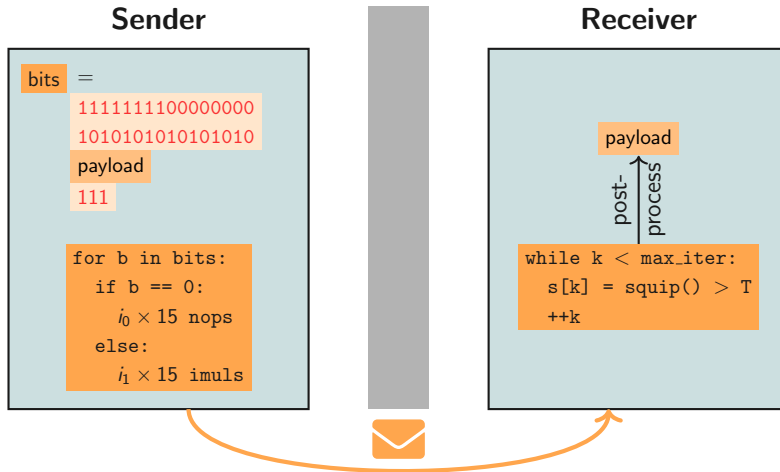 Sender
bits =
1111111100000000
1010101010101010
payload
111
for b in bits:
if b == 0:
i₀ × 15 nops
else:
i₁ × 15 imuls
Receiver
payload
post-
process
while k < max_iter:
s[k] = squip() > T
++k